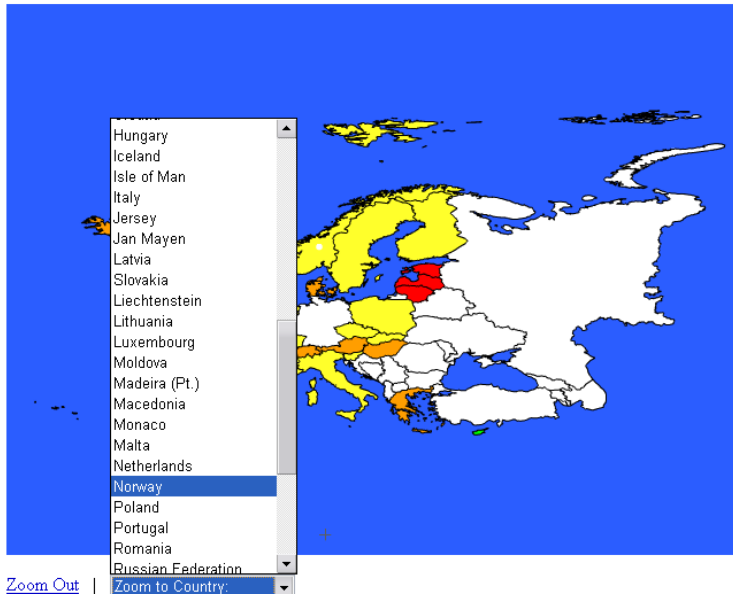 Croatia
Hungary
Iceland
Isle of Man
Italy
Jersey
Jan Mayen
Latvia
Slovakia
Liechtenstein
Lithuania
Luxembourg
Moldova
Madeira (Pt.)
Macedonia
Monaco
Malta
Netherlands
Norway
Poland
Portugal
Romania
Russian Federation
Zoom Out | Zoom to Country: